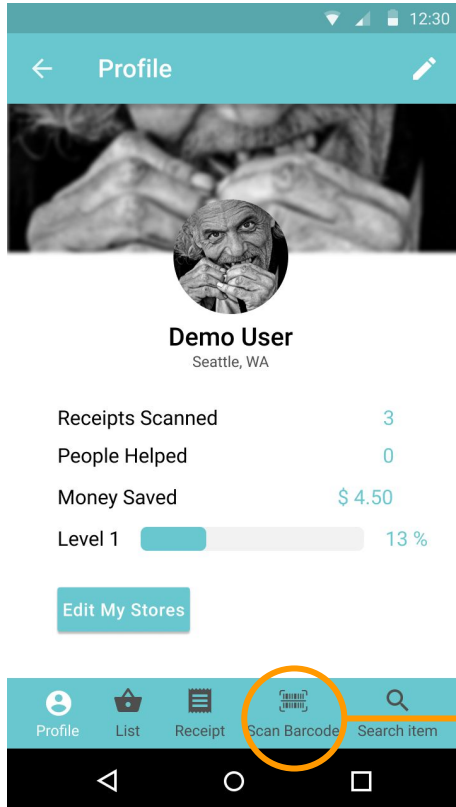 12:30
Profile
Demo User
Seattle, WA
Receipts Scanned 3
People Helped 0
Money Saved $ 4.50
Level 1 13 %
Edit My Stores
Profile List Receipt Scan Barcode Search item